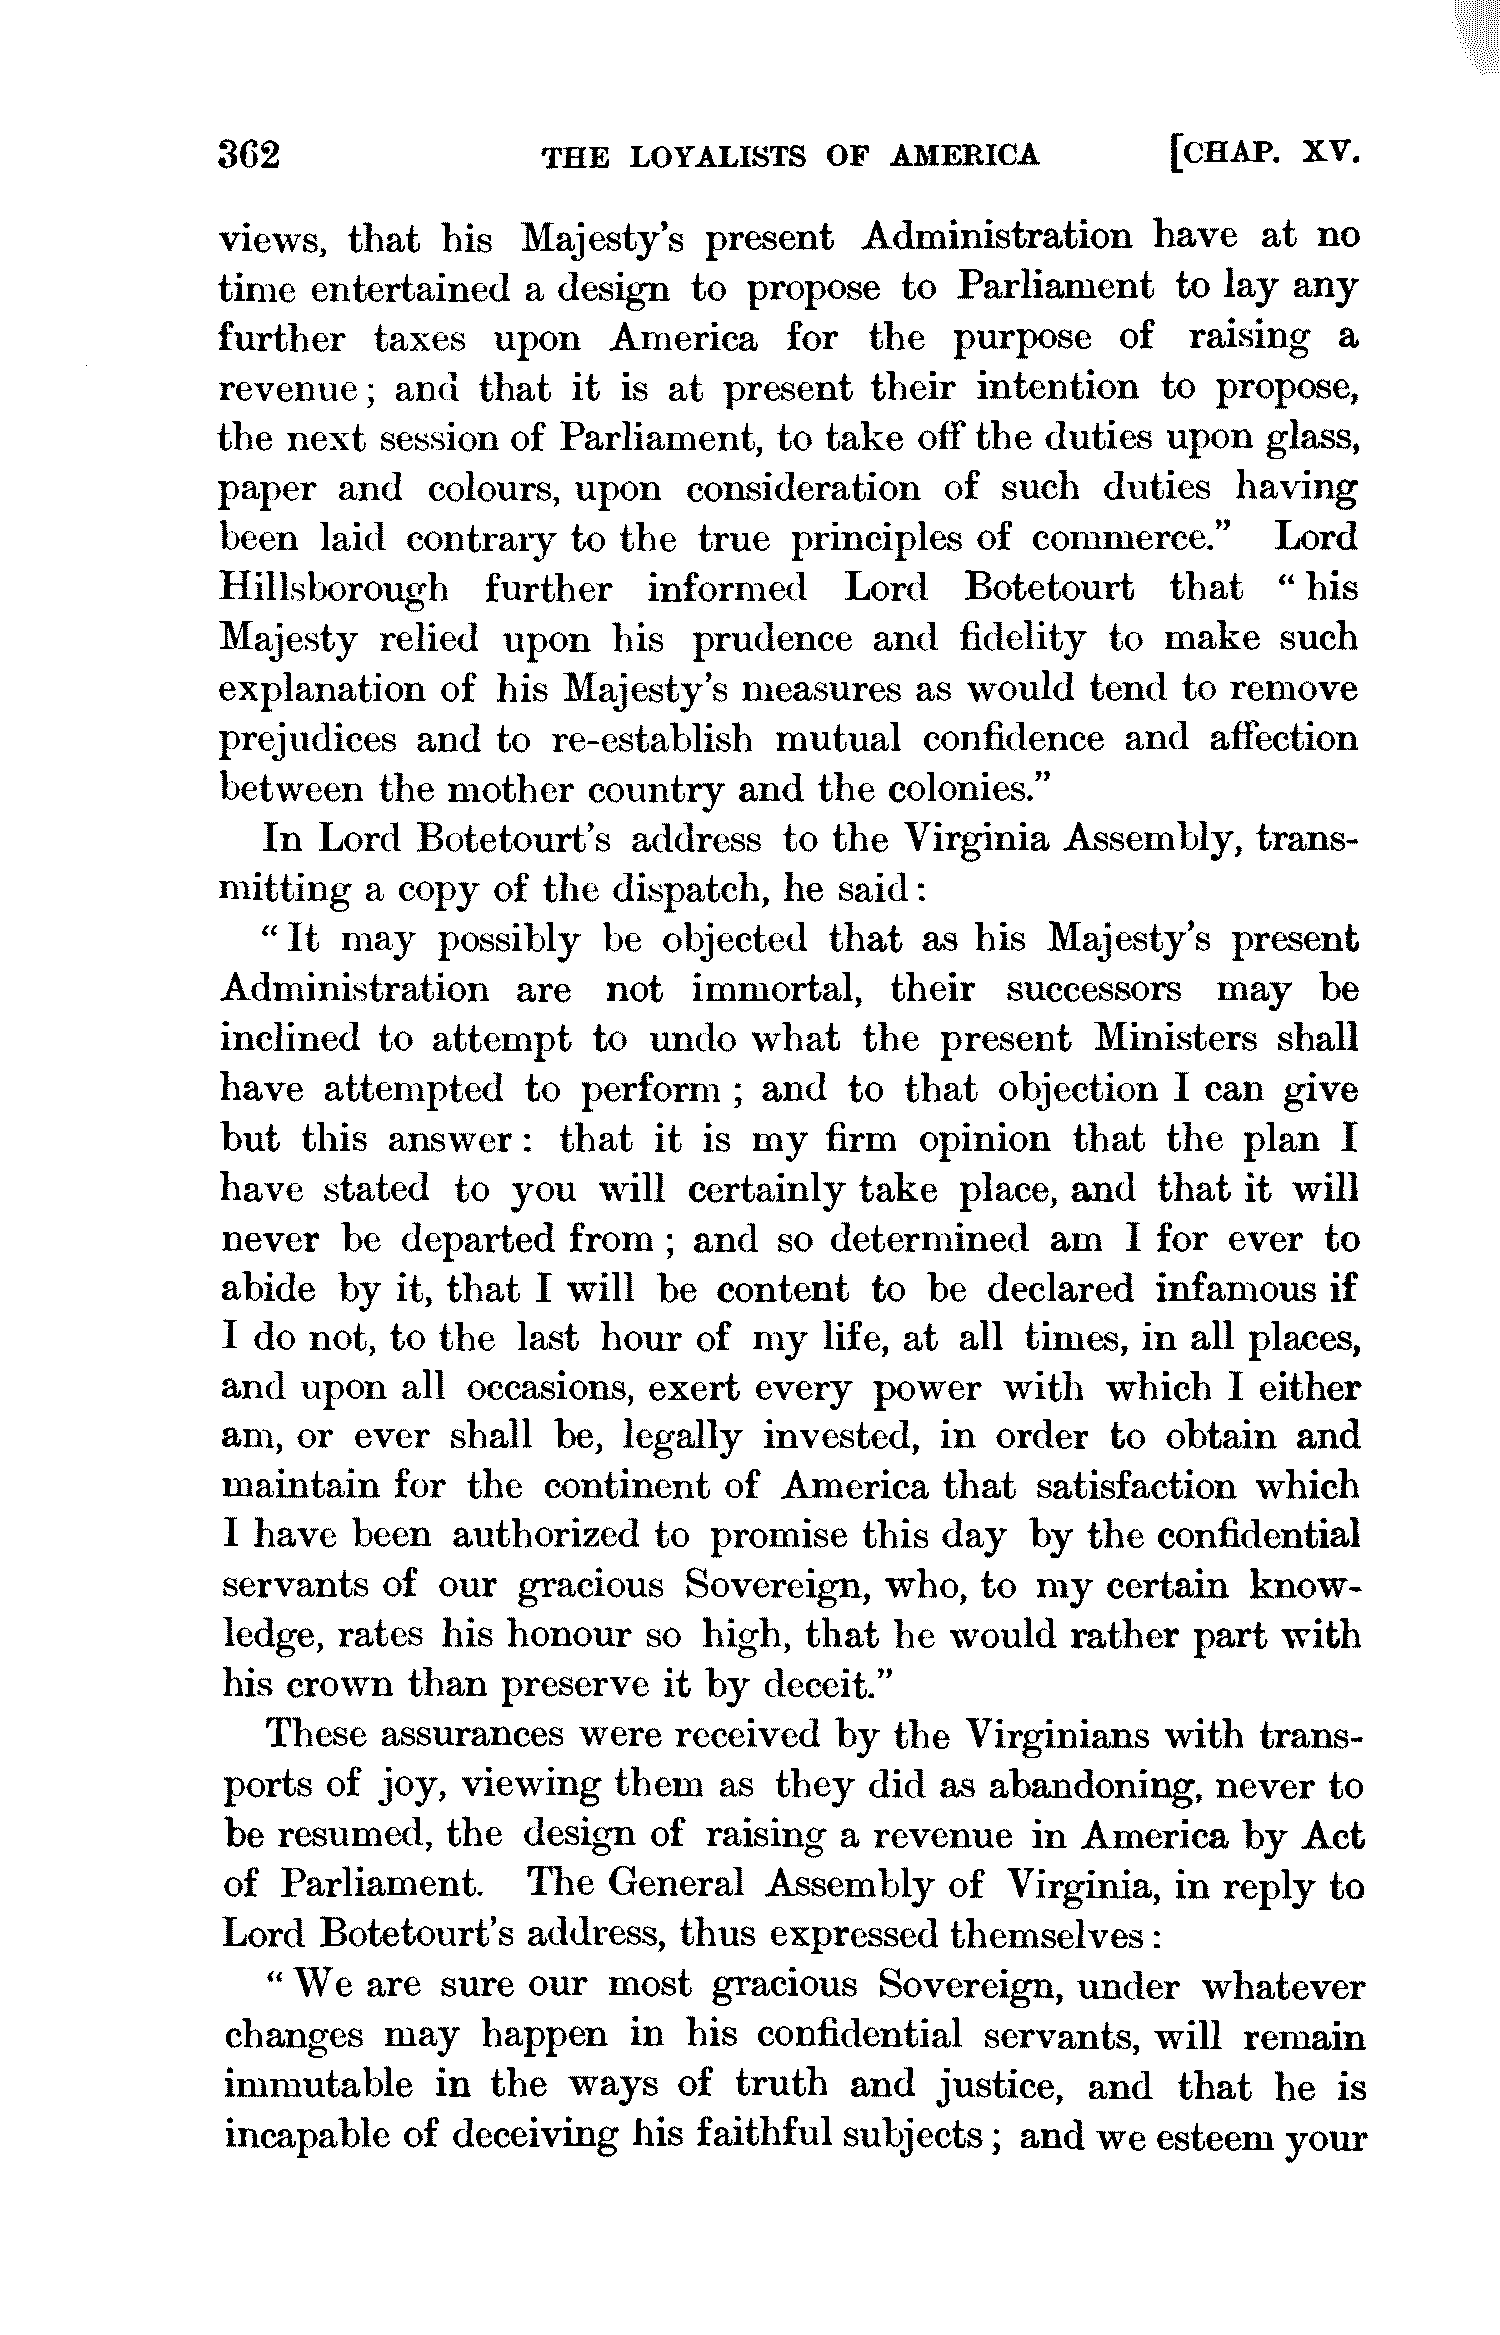 362 THE LOYALISTS OF AMERICA [CHAP. XV.
views, that his Majesty's present Administration have at no
time entertained a design to propose to Parliament to lay any
further taxes upon America for the purpose of raising a
revenue; and that it is at present their intention to propose,
the next session of Parliament, to take off the duties upon glass,
paper and colours, upon consideration of such duties having
been laid contrary to the true principles of commerce." Lord
Hillsborough further informed Lord Botetourt that "his
Majesty relied upon his prudence and fidelity to make such
explanation of his Majesty's measures as would tend to remove
prejudices and to re-establish mutual confidence and affection
between the mother country and the colonies."
In Lord Botetourt's address to the Virginia Assembly, trans-
mitting a copy of the dispatch, he said:
"It may possibly be objected that as his Majesty's present
Administration are not immortal, their successors may be
inclined to attempt to undo what the present Ministers shall
have attempted to perform; and to that objection I can give
but this answer: that it is my firm opinion that the plan I
have stated to you will certainly take place, and that it will
never be departed from; and so determined am I for ever to
abide by it, that I will be content to be declared infamous if
I do not, to the last hour of my life, at all times, in all places,
and upon all occasions, exert every power with which I either
am, or ever shall be, legally invested, in order to obtain and
maintain for the continent of America that satisfaction which
I have been authorized to promise this day by the confidential
servants of our gracious Sovereign, who, to my certain know-
ledge, rates his honour so high, that he would rather part with
his crown than preserve it by deceit."
These assurances were received by the Virginians with trans-
ports of joy, viewing them as they did as abandoning, never to
be resumed, the design of raising a revenue in America by Act
of Parliament. The General Assembly of Virginia, in reply to
Lord Botetourt's address, thus expressed themselves:
"We are sure our most gracious Sovereign, under whatever
changes may happen in his confidential servants, will remain
immutable in the ways of truth and justice, and that he is
incapable of deceiving his faithful subjects; and we esteem your